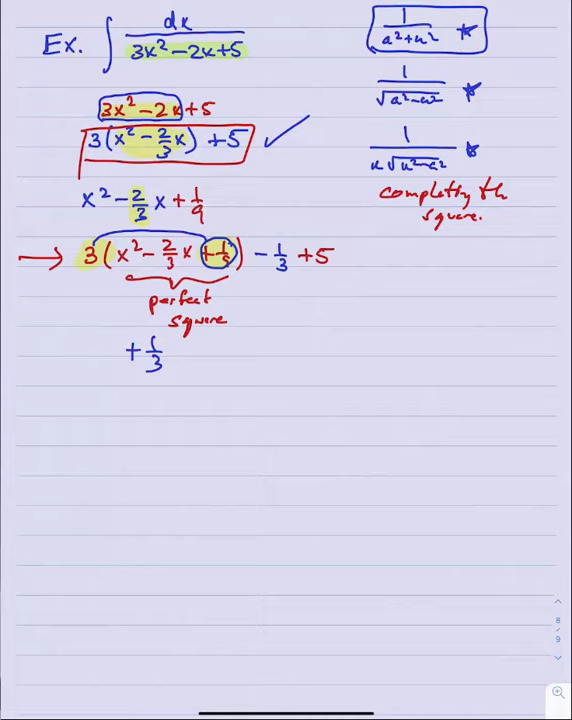 Ex. ∫ dx / (3x² − 2x + 5)
1 / (a² + u²) ★
1 / √(a² − u²) ★
1 / (u√(u² − a²)) ★
completing the
square.
3x² − 2x + 5
3(x² − 2/3 x) + 5 ✓
x² − 2/3 x + 1/9
→ 3(x² − 2/3 x + 1/9) − 1/3 + 5
perfect
square
+ 1/3
8
9